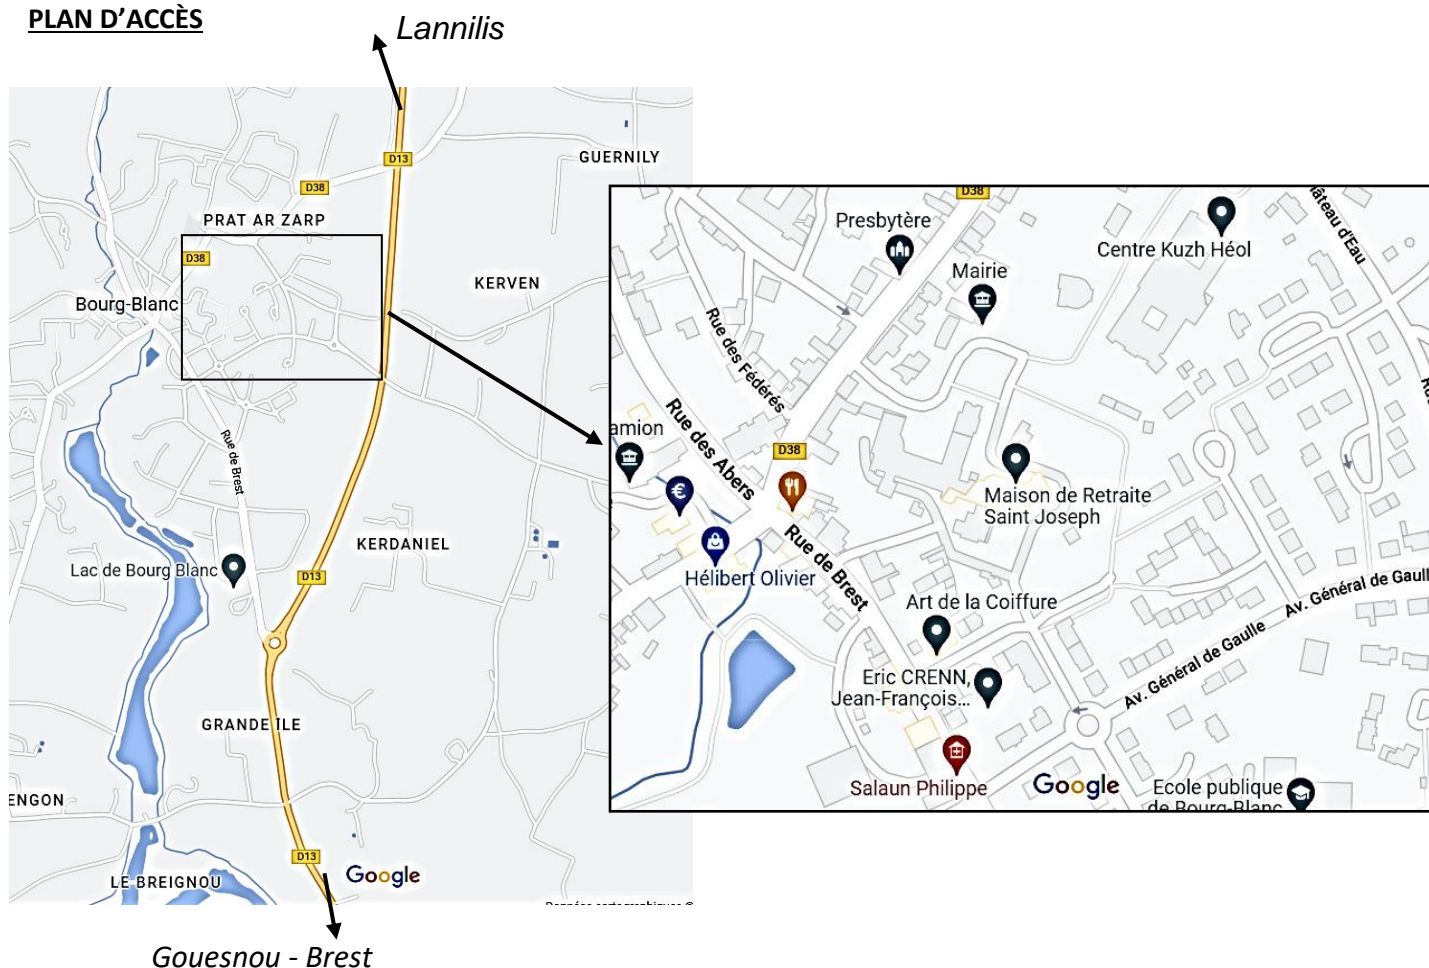 PLAN D’ACCÈS
Lannilis
D13
GUERNILY
D38
PRAT AR ZARP
D38
KERVEN
Bourg-Blanc
Rue de Brest
KERDANIEL
Lac de Bourg Blanc
D13
GRANDE ÎLE
ENGON
D13
Google
LE BREIGNOU
Gouesnou - Brest
D38
Presbytère
Centre Kuzh Héol
âteau d'Eau
Mairie
Rue des Fédérés
Rue des Abers
amion
D38
Maison de Retraite
Saint Joseph
Hélibert Olivier
Rue de Brest
Art de la Coiffure
Av. Général de Gaulle
Av. Général de Gaull
Eric CRENN,
Jean-François...
Salaun Philippe
Google
Ecole publique
de Bourg-Blanc